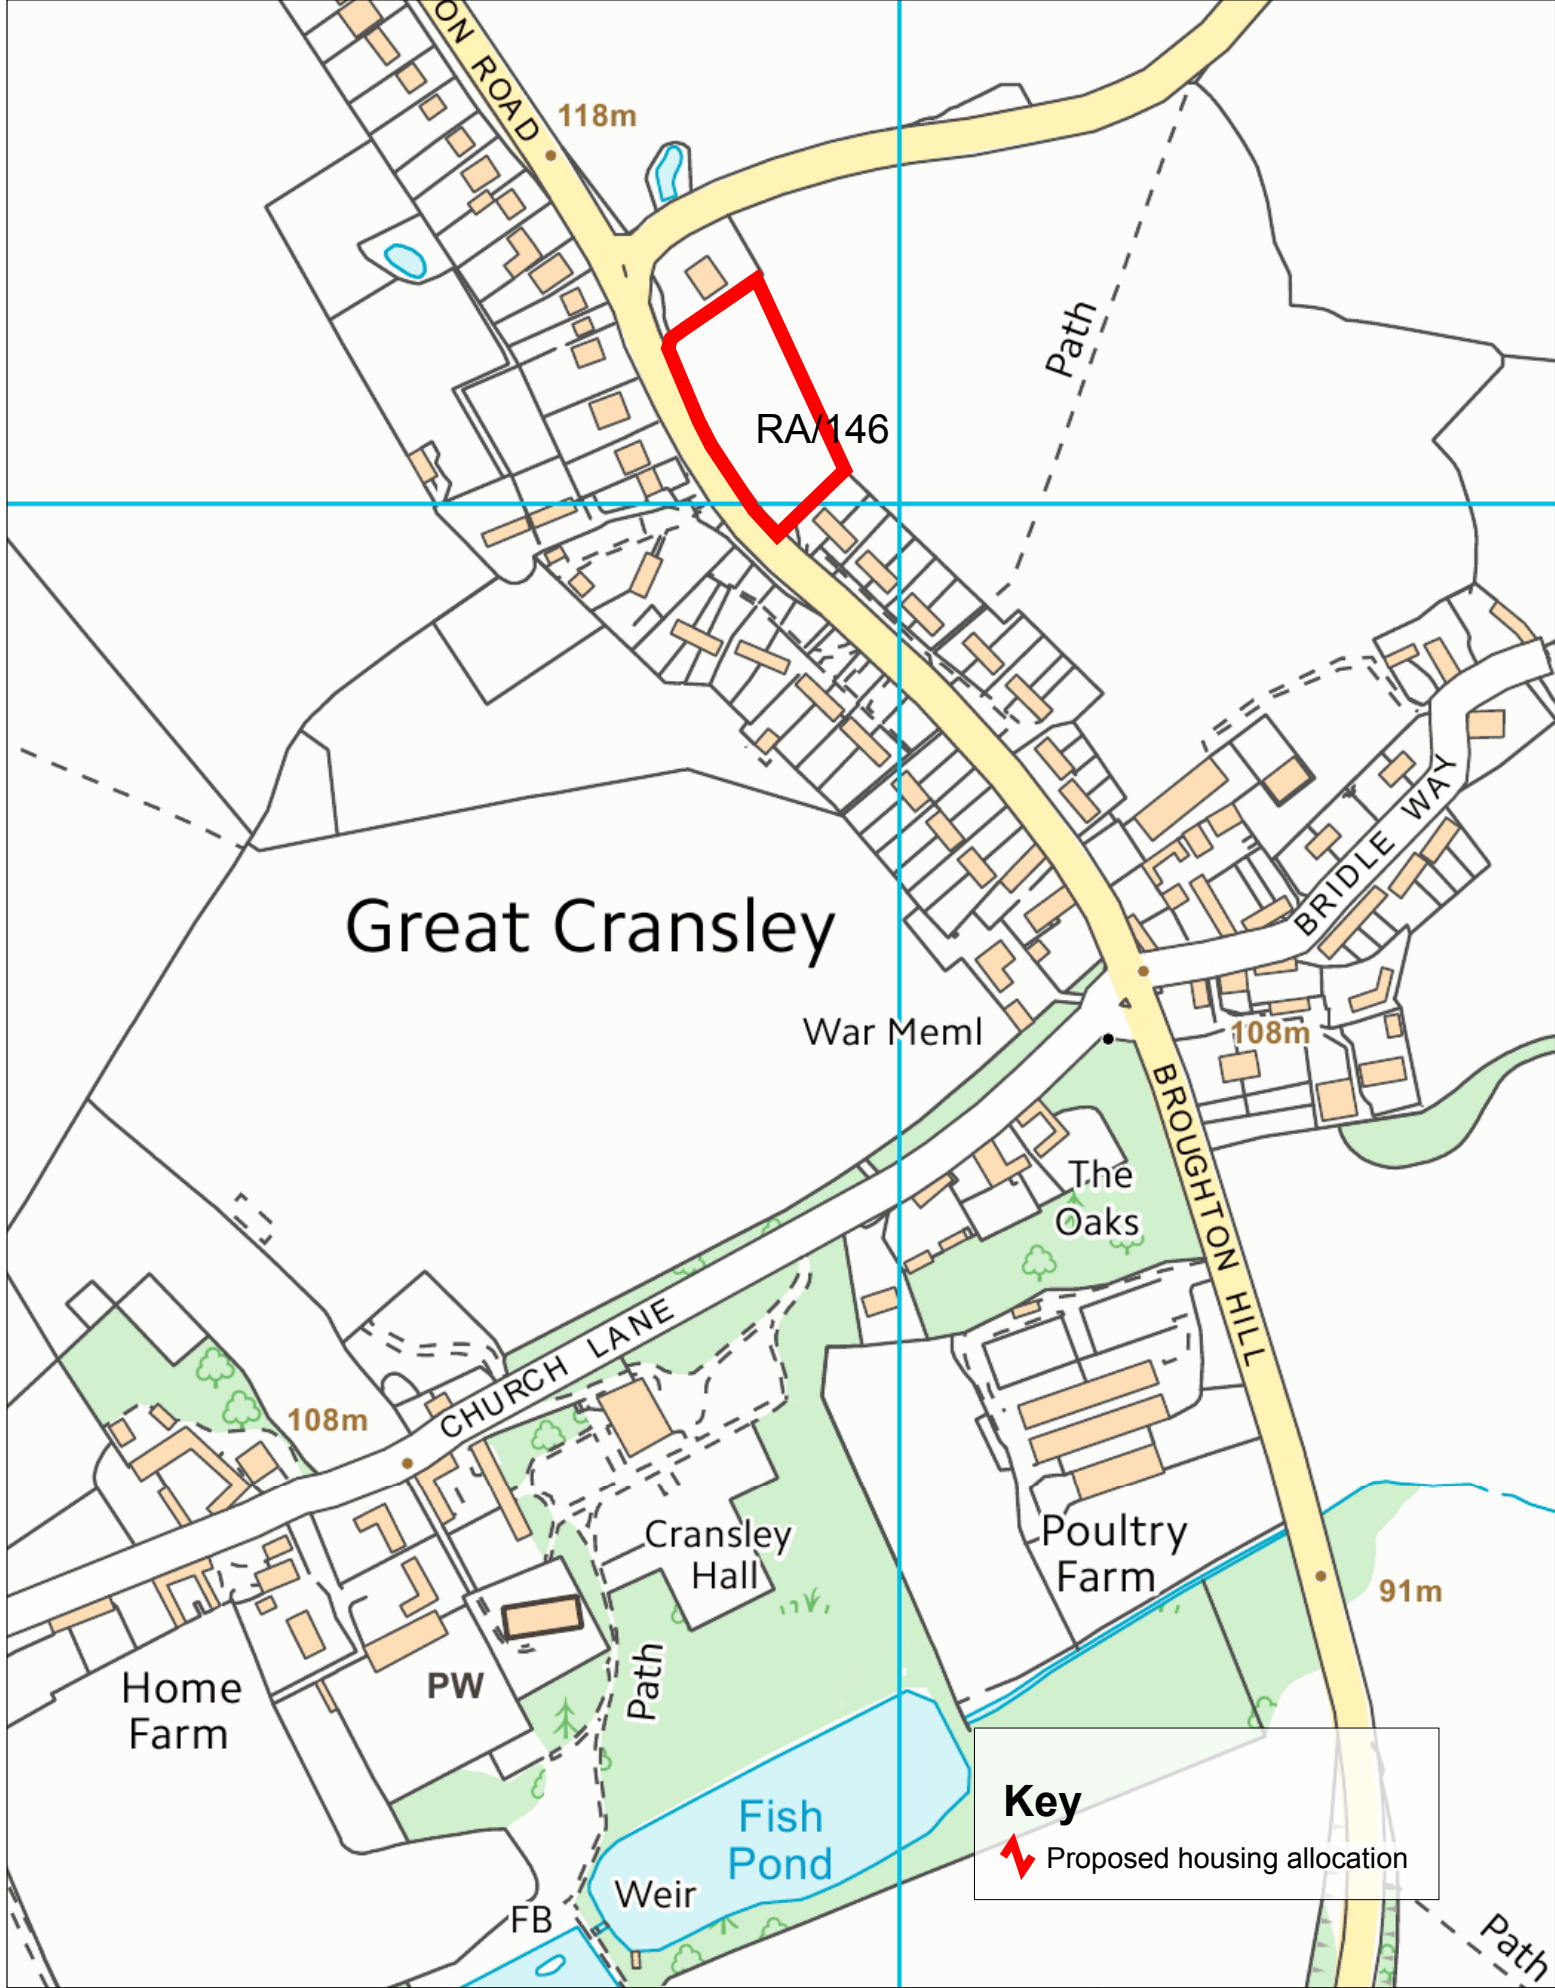 ON ROAD
118m
Path
RA/146
BRIDLE WAY
Great Cransley
War Meml
108m
BROUGHTON HILL
The
Oaks
CHURCH LANE
108m
Cransley
Hall
Poultry
Farm
91m
Home
Farm
PW
Path
Fish
Pond
Weir
FB
Key
Proposed housing allocation
Path